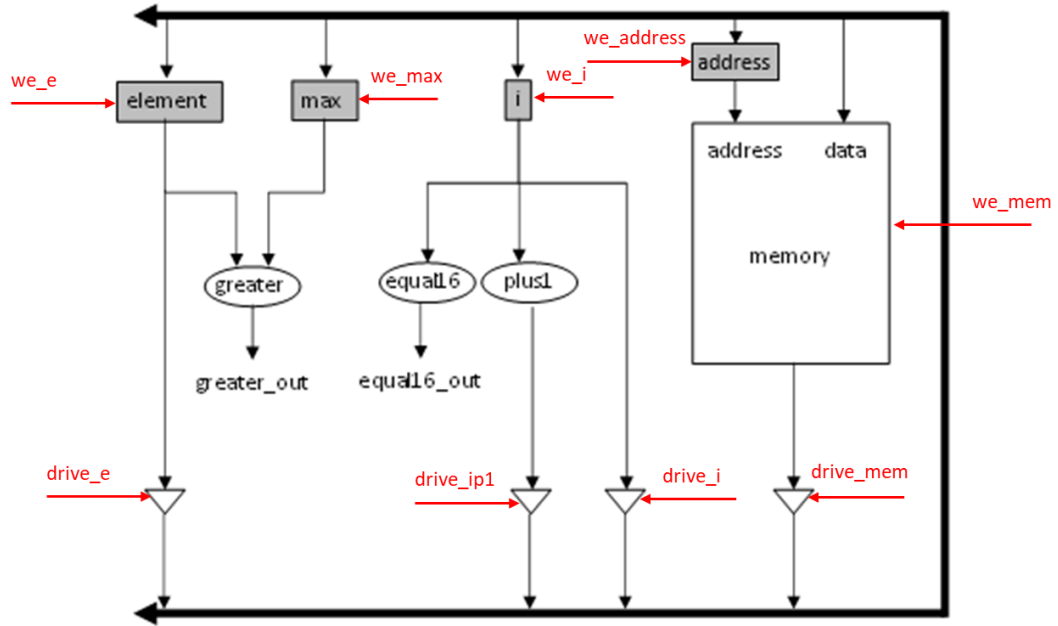 we_address
address
we_e
element
we_max
max
we_i
i
address
data
we_mem
memory
greater
equal16
plus1
greater_out
equal16_out
drive_e
drive_ip1
drive_i
drive_mem